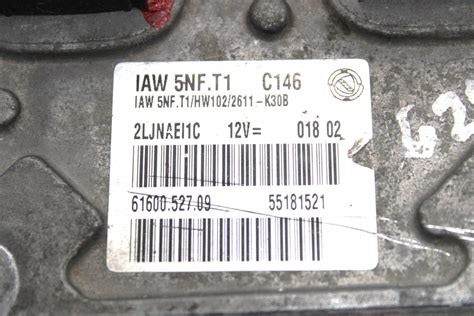 IAW 5NF.T1 C146
IAW 5NF.T1/HW102/2611-K30B
2LJNAEI1C 12V= 018 02
61600.527.09 55181521